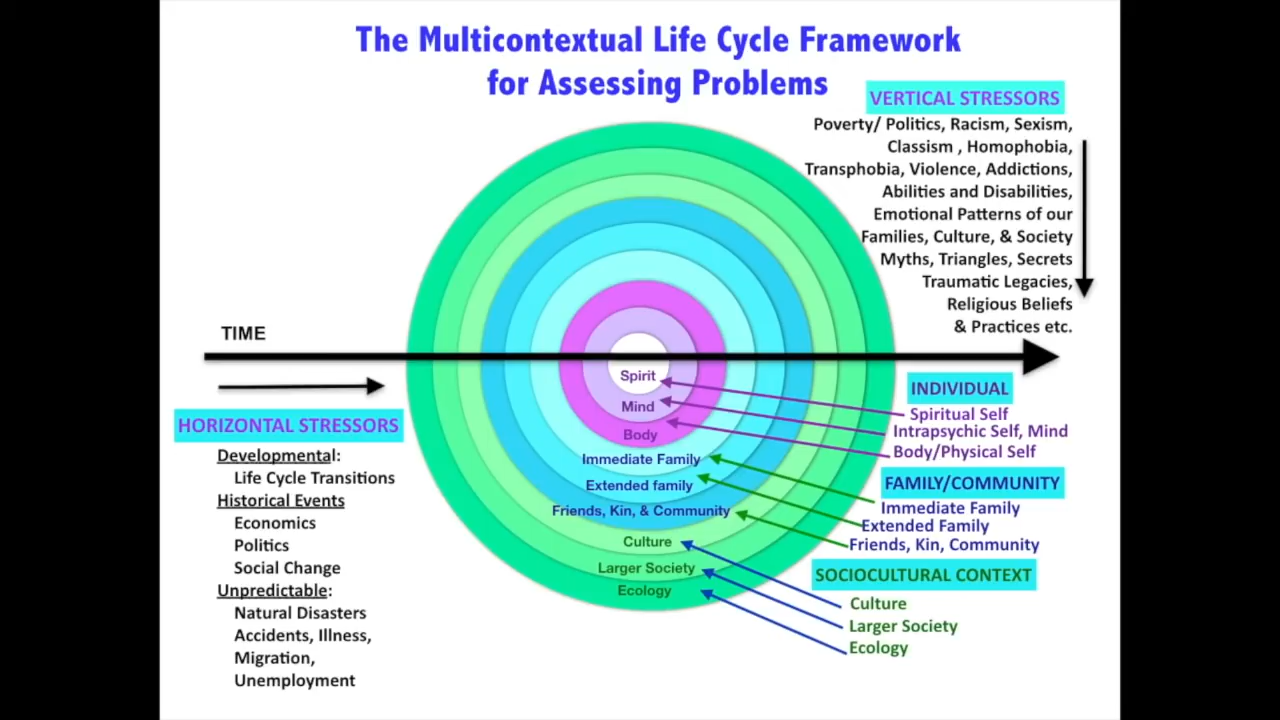 The Multicontextual Life Cycle Framework
for Assessing Problems
VERTICAL STRESSORS
Poverty/ Politics, Racism, Sexism,
Classism , Homophobia,
Transphobia, Violence, Addictions,
Abilities and Disabilities,
Emotional Patterns of our
Families, Culture, & Society
Myths, Triangles, Secrets
Traumatic Legacies,
Religious Beliefs
& Practices etc.
TIME
HORIZONTAL STRESSORS
Developmental:
Life Cycle Transitions
Historical Events
Economics
Politics
Social Change
Unpredictable:
Natural Disasters
Accidents, Illness,
Migration,
Unemployment
Spirit
Mind
Body
Immediate Family
Extended family
Friends, Kin, & Community
Culture
Larger Society
Ecology
INDIVIDUAL
Spiritual Self
Intrapsychic Self, Mind
Body/Physical Self
FAMILY/COMMUNITY
Immediate Family
Extended Family
Friends, Kin, Community
SOCIOCULTURAL CONTEXT
Culture
Larger Society
Ecology